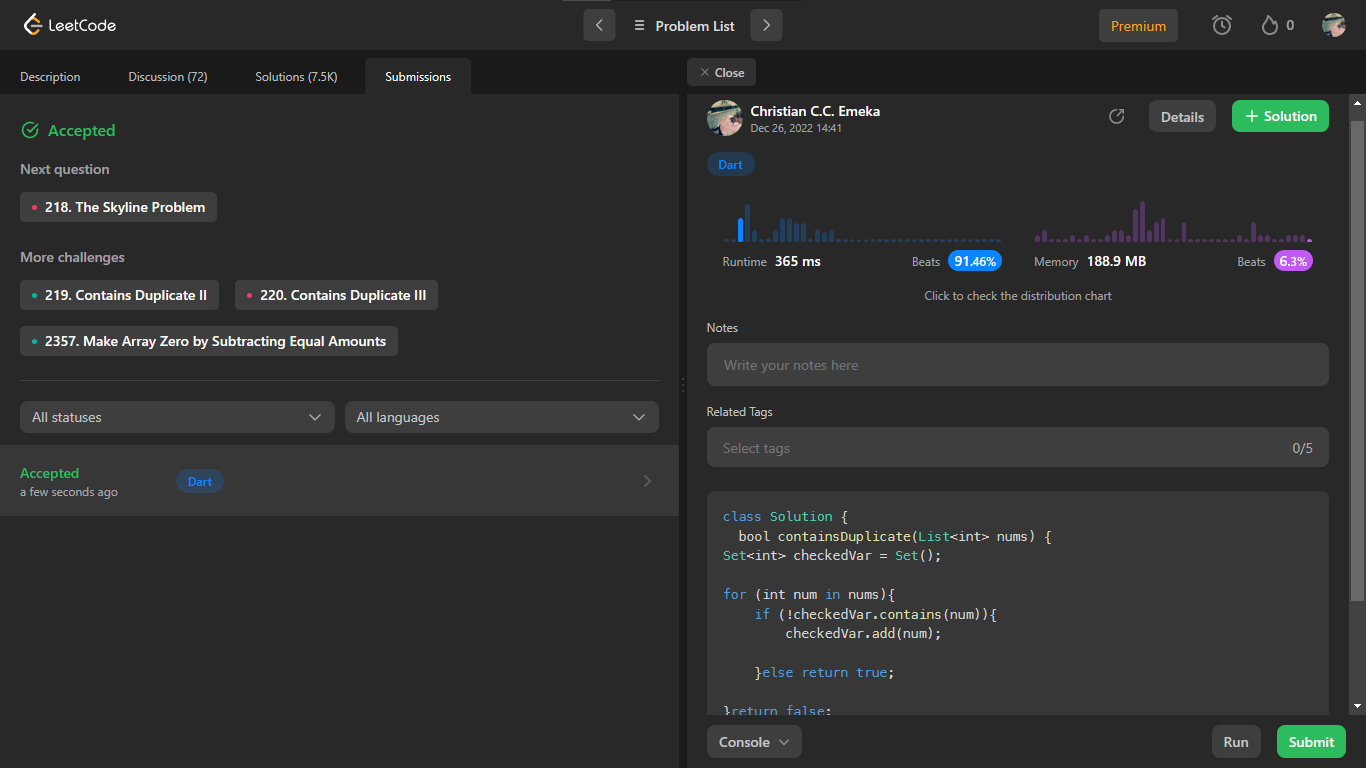 LeetCode
Problem List
Premium
0
Description
Discussion (72)
Solutions (7.5K)
Submissions
Accepted
Next question
218. The Skyline Problem
More challenges
219. Contains Duplicate II
220. Contains Duplicate III
2357. Make Array Zero by Subtracting Equal Amounts
All statuses
All languages
Accepted
a few seconds ago
Dart
Close
Christian C.C. Emeka
Dec 26, 2022 14:41
Details
+ Solution
Dart
Runtime 365 ms
Beats 91.46%
Memory 188.9 MB
Beats 6.3%
Click to check the distribution chart
Notes
Write your notes here
Related Tags
Select tags
0/5
class Solution {
  bool containsDuplicate(List<int> nums) {
Set<int> checkedVar = Set();
for (int num in nums){
    if (!checkedVar.contains(num)){
        checkedVar.add(num);
    }else return true;
}return false;
Console
Run
Submit